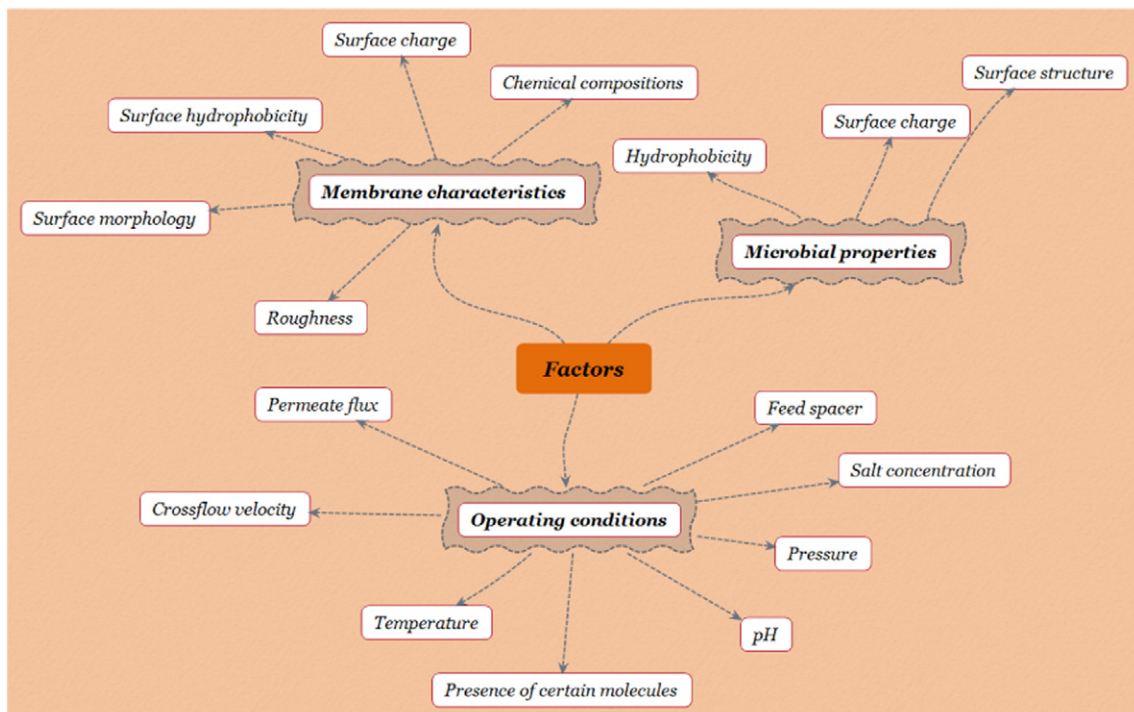 Surface charge
Surface structure
Chemical compositions
Surface hydrophobicity
Surface charge
Hydrophobicity
Membrane characteristics
Surface morphology
Microbial properties
Roughness
Factors
Permeate flux
Feed spacer
Salt concentration
Crossflow velocity
Operating conditions
Pressure
Temperature
pH
Presence of certain molecules